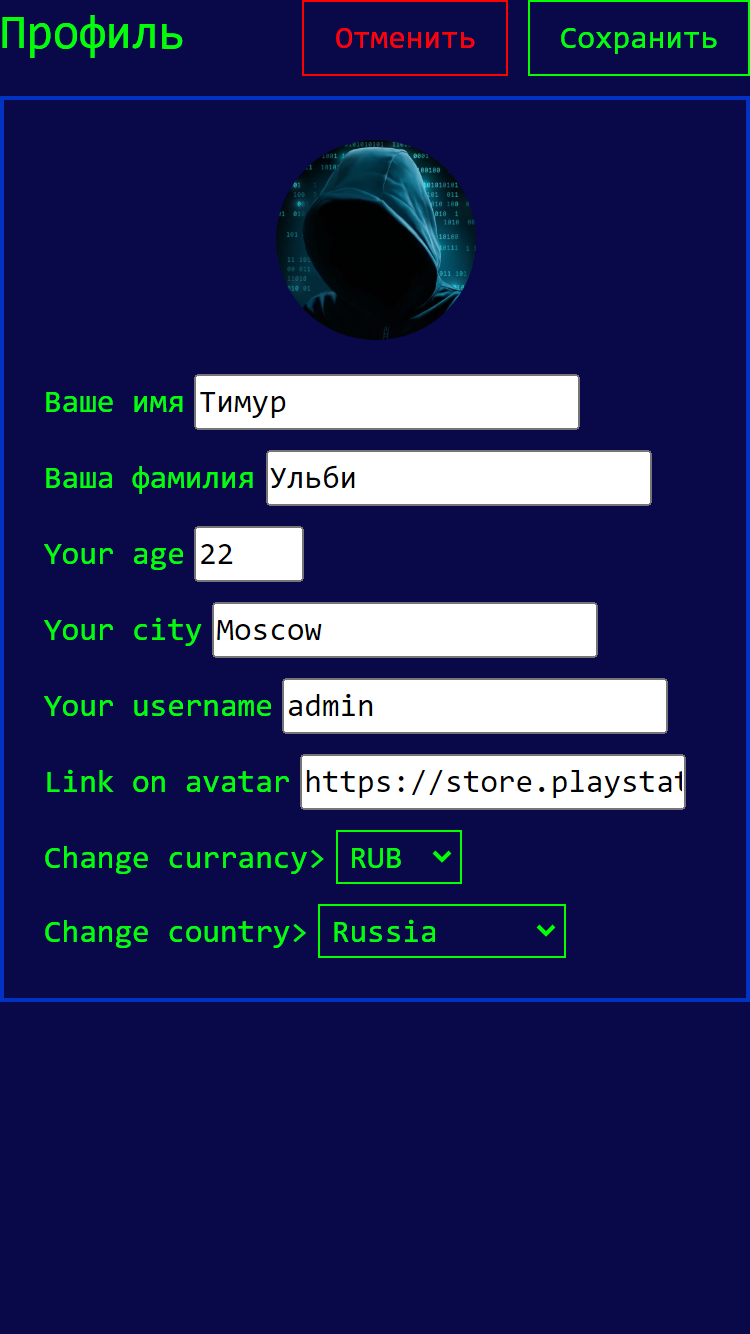 Профиль Отменить Сохранить
Ваше имя Тимур
Ваша фамилия Ульби
Your age 22
Your city Moscow
Your username admin
Link on avatar https://store.playstat
Change currancy> RUB
Change country> Russia